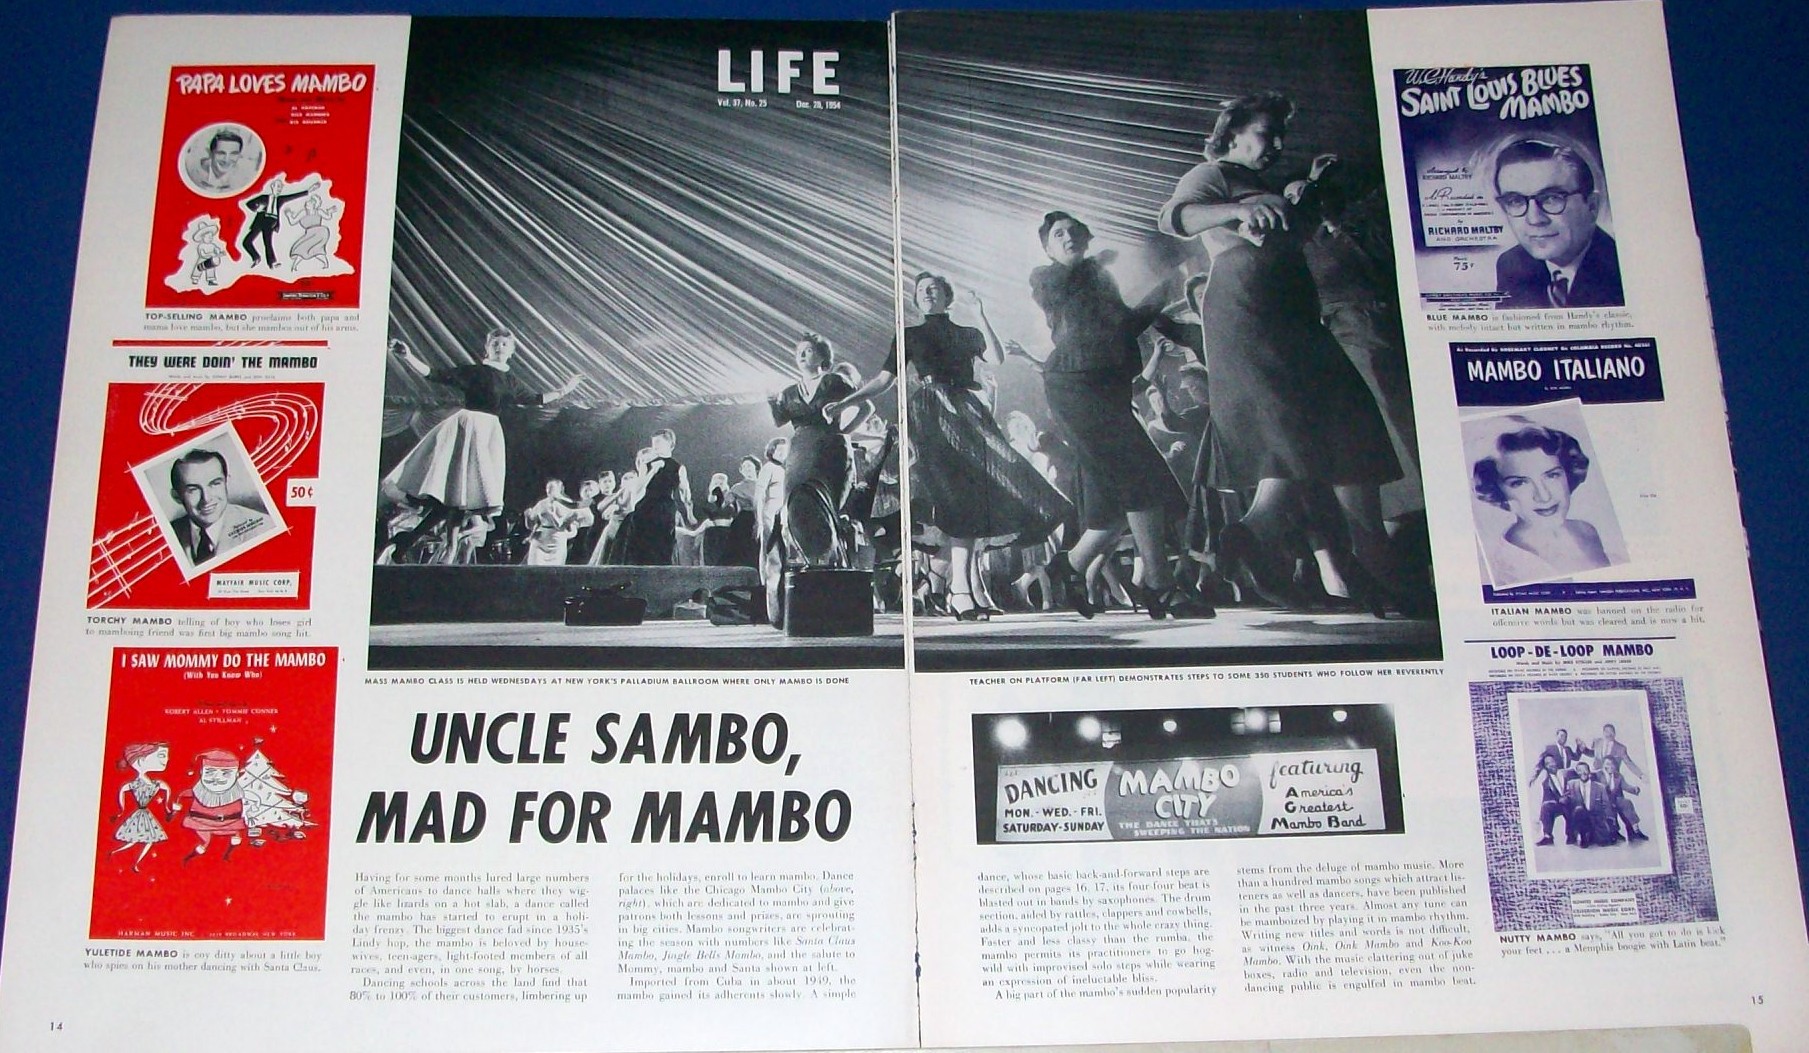 PAPA LOVES MAMBO
TOP-SELLING MAMBO proclaims both papa and
mama love mambo, but she mambos out of his arms.
THEY WERE DOIN' THE MAMBO
50¢
MAYFAIR MUSIC CORP.
TORCHY MAMBO telling of boy who loses girl
to mamboing friend was first big mambo song hit.
I SAW MOMMY DO THE MAMBO
(With You Know Who)
ROBERT ALLEN • TOMMIE CONNER
AL STILLMAN
HARMAN MUSIC INC
YULETIDE MAMBO is coy ditty about a little boy
who spies on his mother dancing with Santa Claus.
14
LIFE
Vol. 37, No. 25 Dec. 20, 1954
MASS MAMBO CLASS IS HELD WEDNESDAYS AT NEW YORK'S PALLADIUM BALLROOM WHERE ONLY MAMBO IS DONE
TEACHER ON PLATFORM (FAR LEFT) DEMONSTRATES STEPS TO SOME 350 STUDENTS WHO FOLLOW HER REVERENTLY
UNCLE SAMBO,
MAD FOR MAMBO
Having for some months lured large numbers
of Americans to dance halls where they wig-
gle like lizards on a hot slab, a dance called
the mambo has started to erupt in a holi-
day frenzy. The biggest dance fad since 1935's
Lindy hop, the mambo is beloved by house-
wives, teen-agers, light-footed members of all
races, and even, in one song, by horses.
Dancing schools across the land find that
80% to 100% of their customers, limbering up
for the holidays, enroll to learn mambo. Dance
palaces like the Chicago Mambo City (above,
right), which are dedicated to mambo and give
patrons both lessons and prizes, are sprouting
in big cities. Mambo songwriters are celebrat-
ing the season with numbers like Santa Claus
Mambo, Jingle Bells Mambo, and the salute to
Mommy, mambo and Santa shown at left.
Imported from Cuba in about 1949, the
mambo gained its adherents slowly. A simple
DANCING
MON.-WED.-FRI.
SATURDAY-SUNDAY
MAMBO
CITY
THE DANCE THAT'S
SWEEPING THE NATION
featuring
America's
Greatest
Mambo Band
dance, whose basic back-and-forward steps are
described on pages 16, 17, its four-four beat is
blasted out in bands by saxophones. The drum
section, aided by rattles, clappers and cowbells,
adds a syncopated jolt to the whole crazy thing.
Faster and less classy than the rumba, the
mambo permits its practitioners to go hog-
wild with improvised solo steps while wearing
an expression of ineluctable bliss.
A big part of the mambo's sudden popularity
stems from the deluge of mambo music. More
than a hundred mambo songs which attract lis-
teners as well as dancers, have been published
in the past three years. Almost any tune can
be mamboized by playing it in mambo rhythm.
Writing new titles and words is not difficult,
as witness Oink, Oink Mambo and Koo-Koo
Mambo. With the music clattering out of juke
boxes, radio and television, even the non-
dancing public is engulfed in mambo beat.
W.C. Handy's
SAINT LOUIS BLUES
MAMBO
Arranged by
RICHARD MALTBY
As Recorded
by
RICHARD MALTBY
AND ORCHESTRA
75¢
BLUE MAMBO is fashioned from Handy's classic,
with melody intact but written in mambo rhythm.
As Recorded by ROSEMARY CLOONEY On COLUMBIA RECORD No.
MAMBO ITALIANO
ITALIAN MAMBO was banned on the radio for
offensive words but was cleared and is now a hit.
LOOP-DE-LOOP MAMBO
NUTTY MAMBO says, "All you got to do is kick
your feet . . . a Memphis boogie with Latin beat."
15